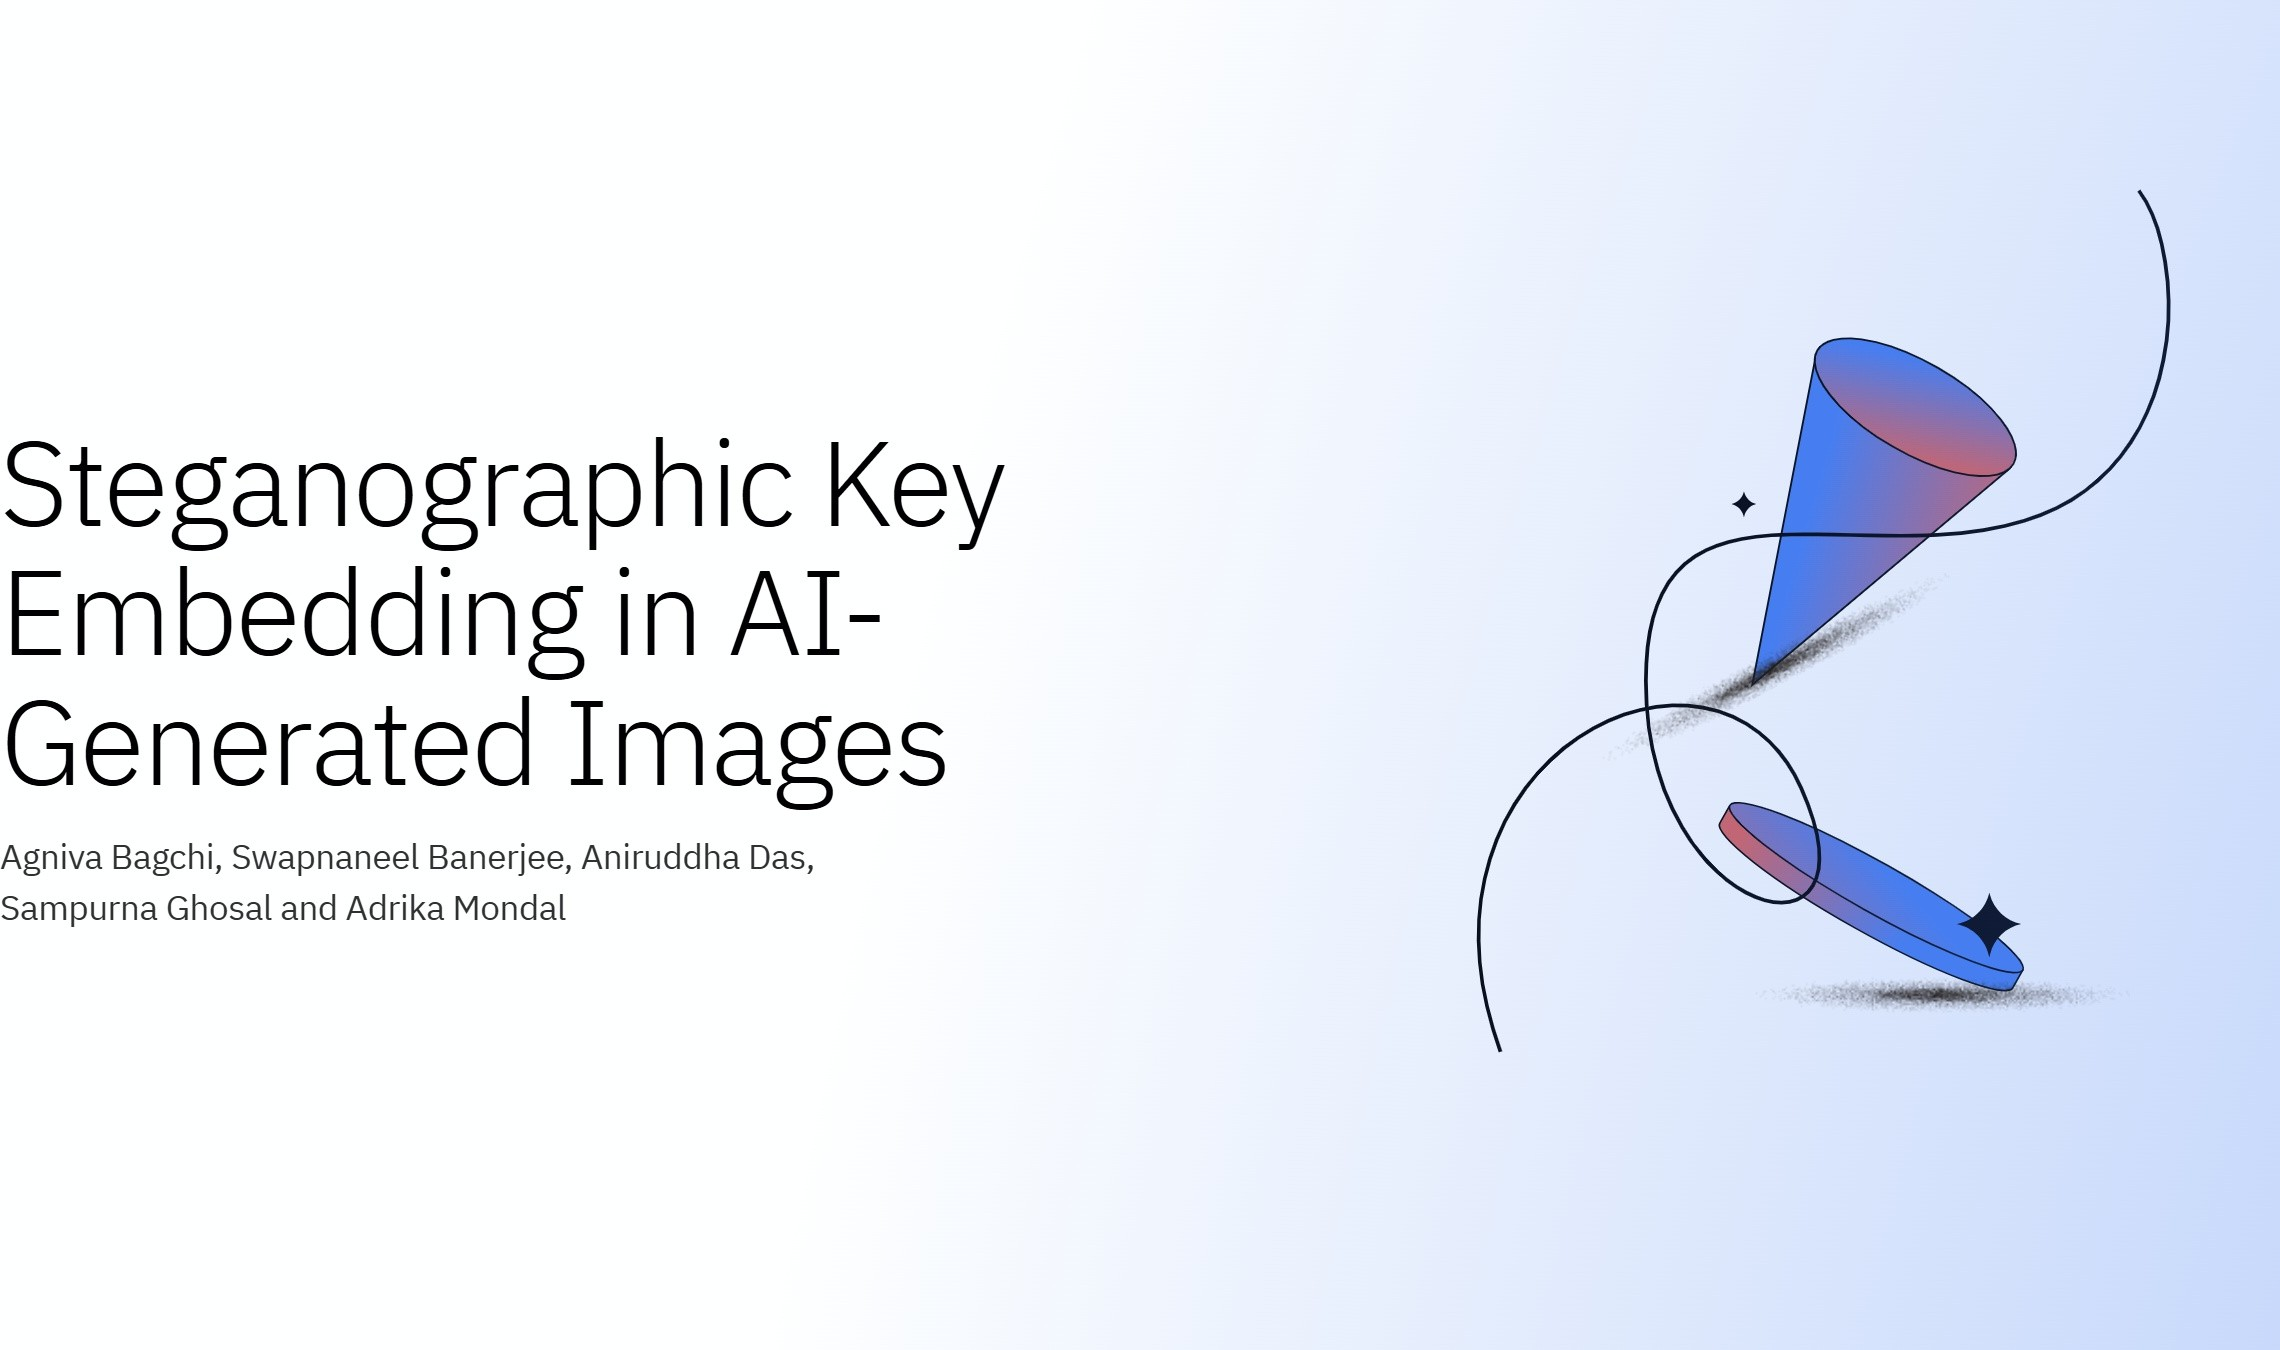 Steganographic Key
Embedding in AI-
Generated Images
Agniva Bagchi, Swapnaneel Banerjee, Aniruddha Das,
Sampurna Ghosal and Adrika Mondal